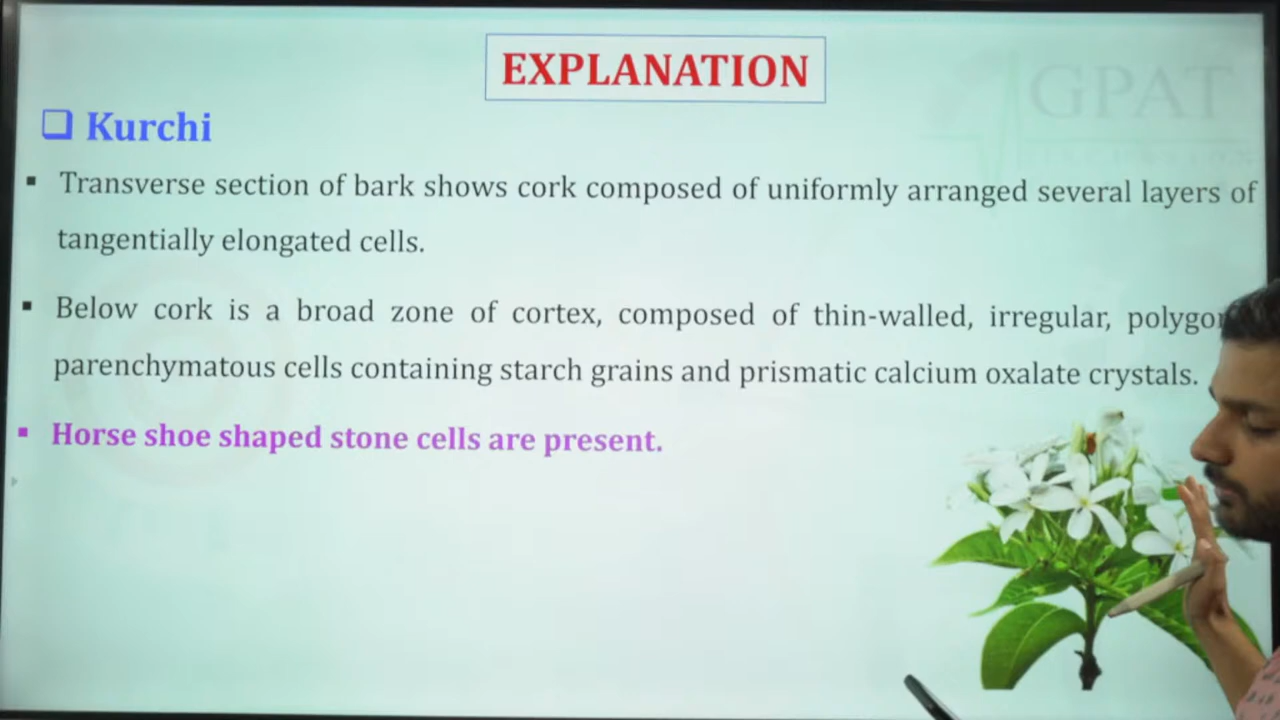 EXPLANATION
GPAT
❑ Kurchi
▪ Transverse section of bark shows cork composed of uniformly arranged several layers of
tangentially elongated cells.
▪ Below cork is a broad zone of cortex, composed of thin-walled, irregular,
parenchymatous cells containing starch grains and prismatic calcium oxalate crystals.
▪ Horse shoe shaped stone cells are present.